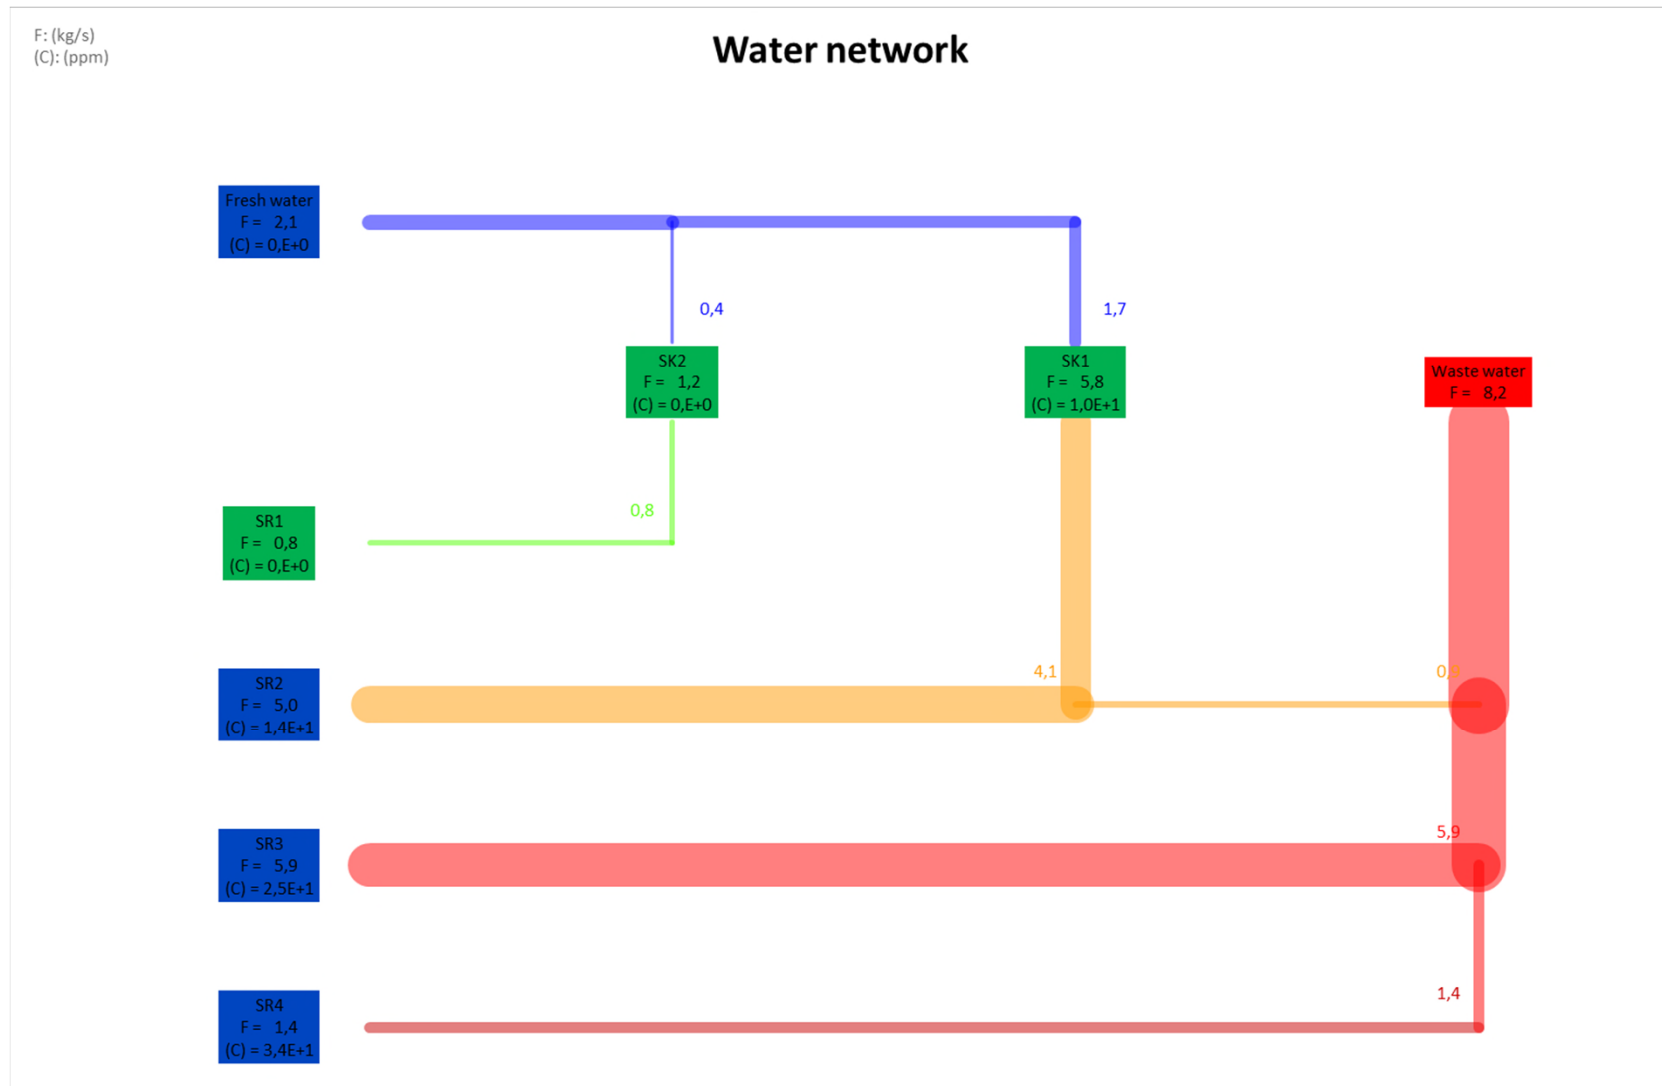 F: (kg/s)
(C): (ppm)
Water network
Fresh water
F = 2,1
(C) = 0,E+0
0,4
1,7
SK2
F = 1,2
(C) = 0,E+0
SK1
F = 5,8
(C) = 1,0E+1
Waste water
F = 8,2
0,8
SR1
F = 0,8
(C) = 0,E+0
4,1
SR2
F = 5,0
(C) = 1,4E+1
5,9
SR3
F = 5,9
(C) = 2,5E+1
1,4
SR4
F = 1,4
(C) = 3,4E+1